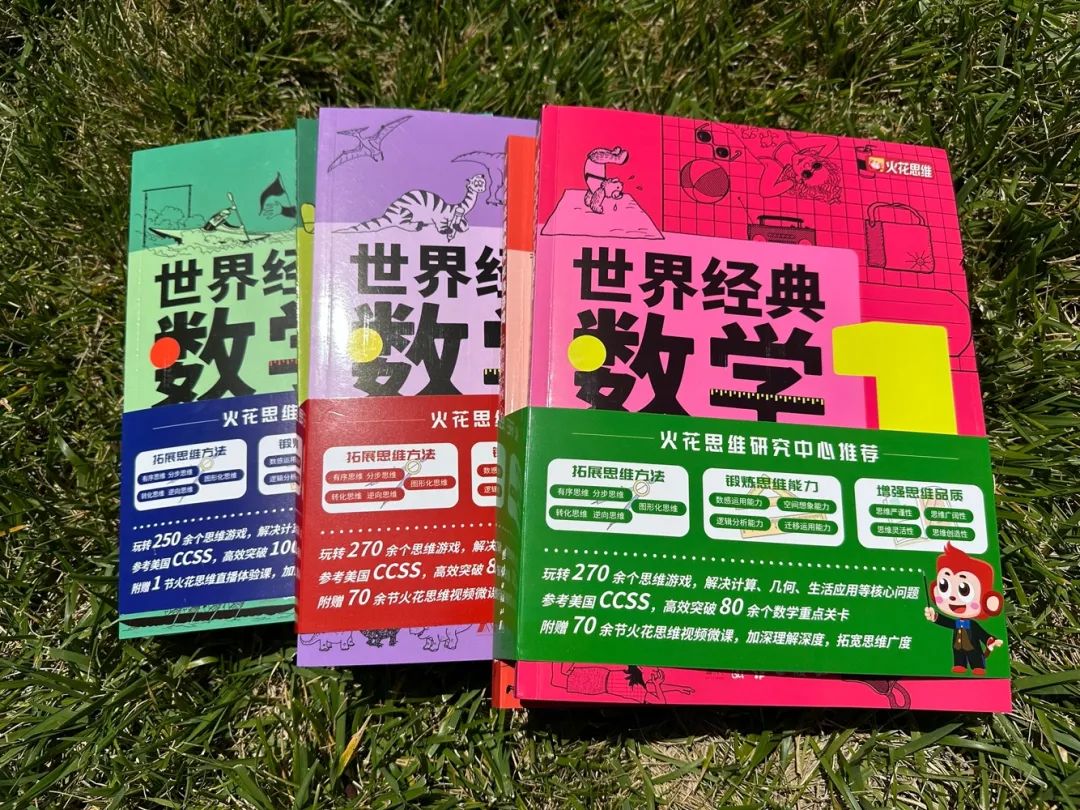 世界经
数学
火花思维
拓展思维方法
有序思维 分步思维
图形化思维
转化思维 逆向思维
玩转 250 余个思维游戏，解决计
参考美国 CCSS，高效突破 100
附赠 1 节火花思维直播体验课，加
世界经
数学
火花思维
拓展思维方法
有序思维 分步思维
图形化思维
转化思维 逆向思维
玩转 270 余个思维游戏，解决
参考美国 CCSS，高效突破 8
附赠 70 余节火花思维视频微课
火花思维
世界经典
数学 1
火花思维研究中心推荐
拓展思维方法
有序思维 分步思维
图形化思维
转化思维 逆向思维
锻炼思维能力
数感运用能力 空间想象能力
逻辑分析能力 迁移运用能力
增强思维品质
思维严谨性 思维广阔性
思维灵活性 思维创造性
玩转 270 余个思维游戏，解决计算、几何、生活应用等核心问题
参考美国 CCSS，高效突破 80 余个数学重点关卡
附赠 70 余节火花思维视频微课，加深理解深度，拓宽思维广度